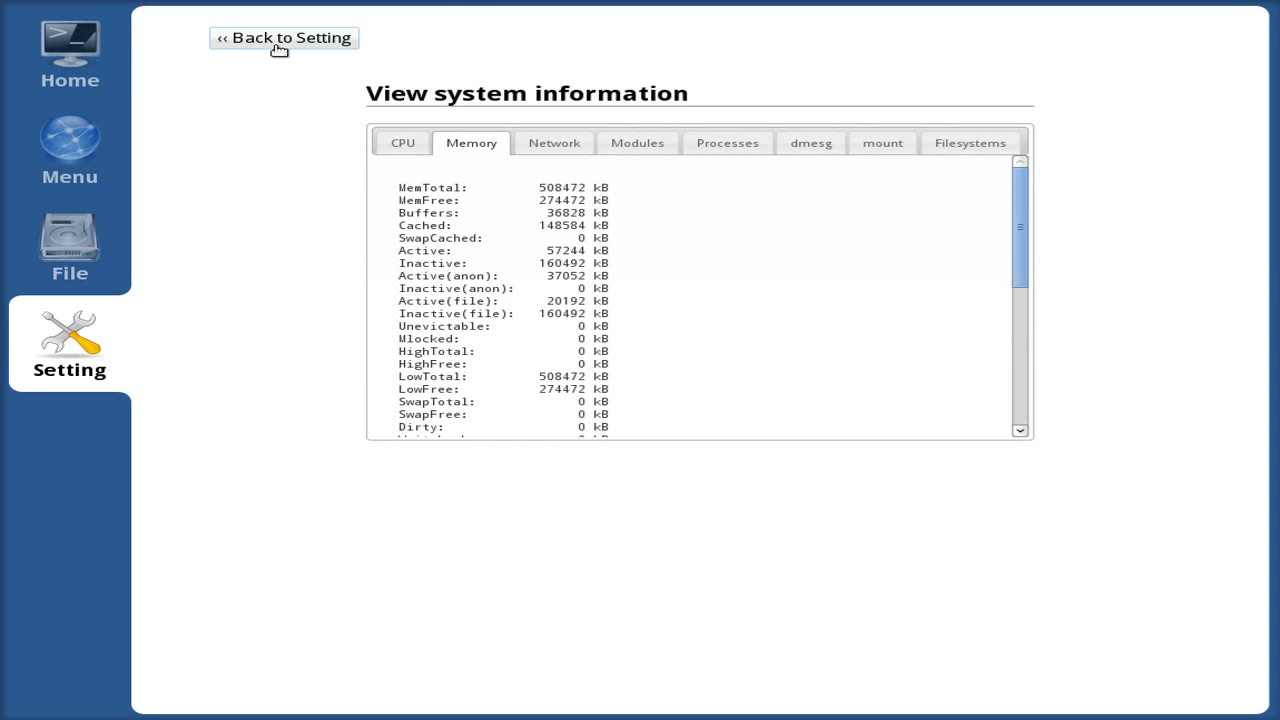 >_
Home
Menu
File
Setting
‹‹ Back to Setting
View system information
CPU Memory Network Modules Processes dmesg mount Filesystems
MemTotal: 508472 kB
MemFree: 274472 kB
Buffers: 36828 kB
Cached: 148584 kB
SwapCached: 0 kB
Active: 57244 kB
Inactive: 160492 kB
Active(anon): 37052 kB
Inactive(anon): 0 kB
Active(file): 20192 kB
Inactive(file): 160492 kB
Unevictable: 0 kB
Mlocked: 0 kB
HighTotal: 0 kB
HighFree: 0 kB
LowTotal: 508472 kB
LowFree: 274472 kB
SwapTotal: 0 kB
SwapFree: 0 kB
Dirty: 0 kB